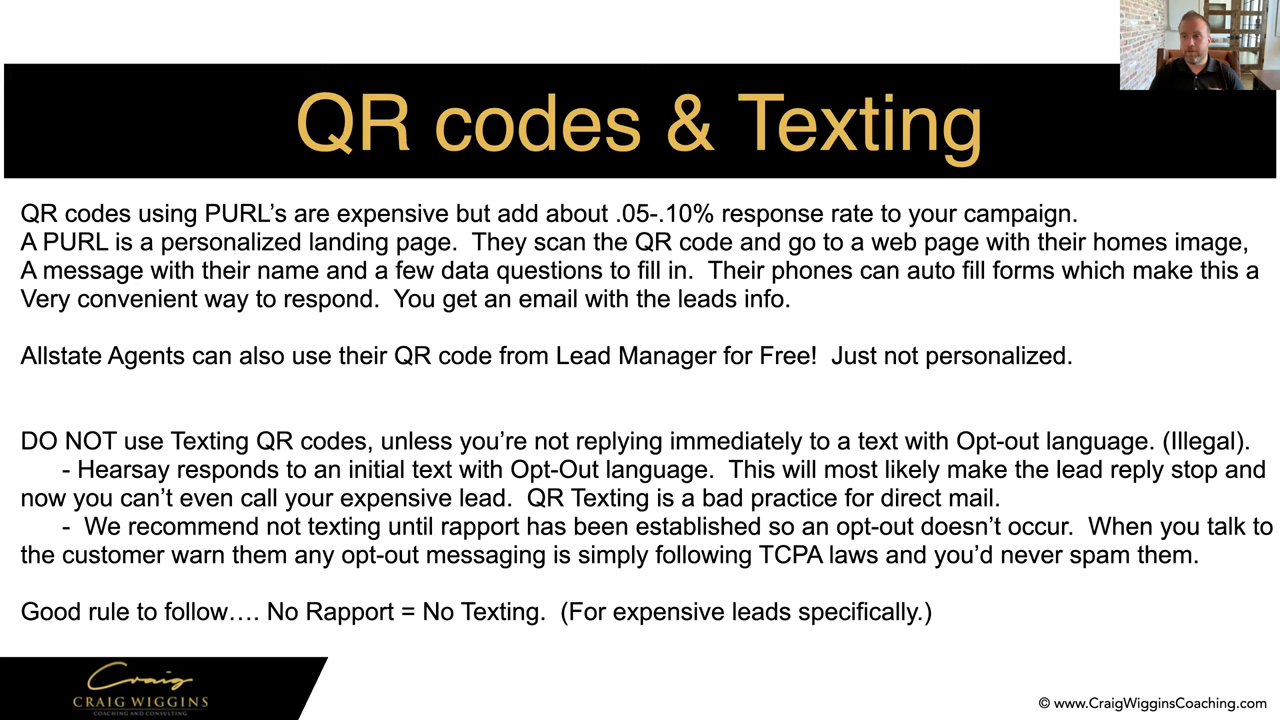 QR codes & Texting
QR codes using PURL's are expensive but add about .05-.10% response rate to your campaign.
A PURL is a personalized landing page.  They scan the QR code and go to a web page with their homes image,
A message with their name and a few data questions to fill in.  Their phones can auto fill forms which make this a
Very convenient way to respond.  You get an email with the leads info.
Allstate Agents can also use their QR code from Lead Manager for Free!  Just not personalized.
DO NOT use Texting QR codes, unless you're not replying immediately to a text with Opt-out language. (Illegal).
- Hearsay responds to an initial text with Opt-Out language.  This will most likely make the lead reply stop and
now you can't even call your expensive lead.  QR Texting is a bad practice for direct mail.
-  We recommend not texting until rapport has been established so an opt-out doesn't occur.  When you talk to
the customer warn them any opt-out messaging is simply following TCPA laws and you'd never spam them.
Good rule to follow…. No Rapport = No Texting.  (For expensive leads specifically.)
Craig
CRAIG WIGGINS
COACHING AND CONSULTING
© www.CraigWigginsCoaching.com